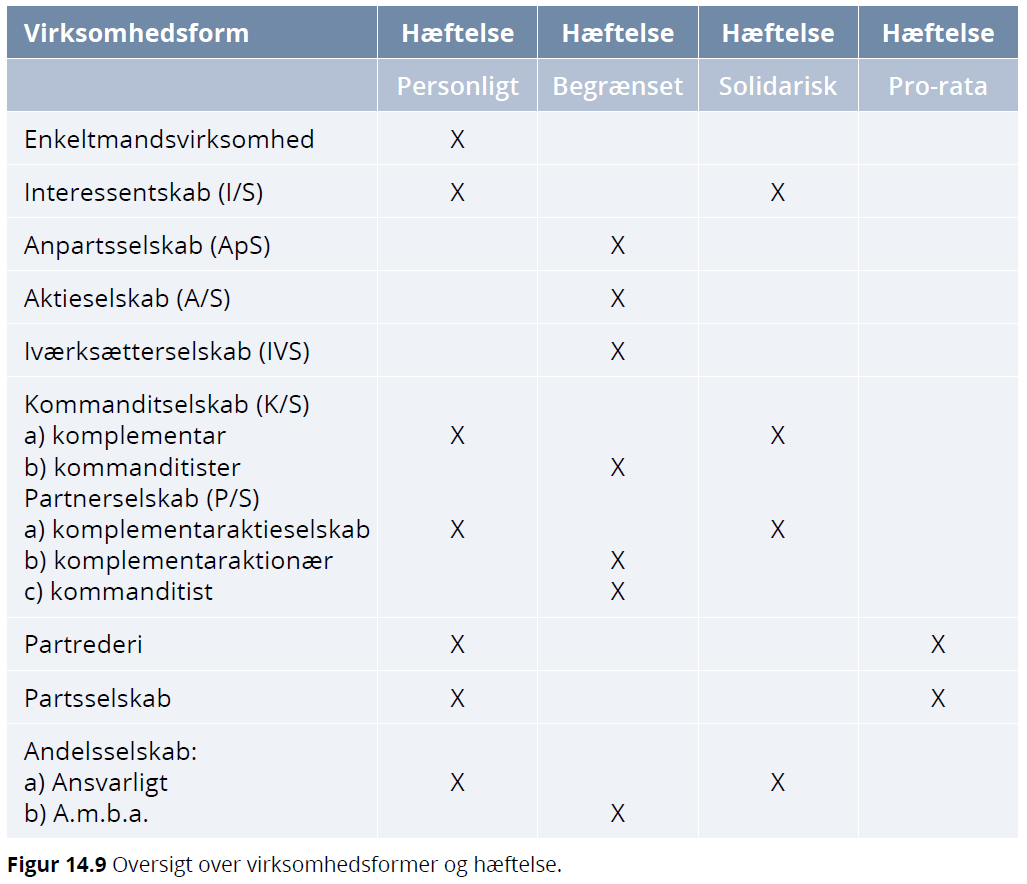 Virksomhedsform Hæftelse Hæftelse Hæftelse Hæftelse
Personligt Begrænset Solidarisk Pro-rata
Enkeltmandsvirksomhed X
Interessentskab (I/S) X X
Anpartsselskab (ApS) X
Aktieselskab (A/S) X
Iværksætterselskab (IVS) X
Kommanditselskab (K/S)
a) komplementar X X
b) kommanditister X
Partnerselskab (P/S)
a) komplementaraktieselskab X X
b) komplementaraktionær X
c) kommanditist X
Partrederi X X
Partsselskab X X
Andelsselskab:
a) Ansvarligt X X
b) A.m.b.a. X
Figur 14.9 Oversigt over virksomhedsformer og hæftelse.